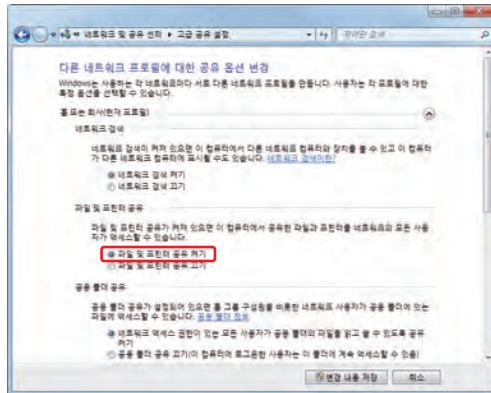 네트워크 및 공유 센터 ▸ 고급 공유 설정
제어판 검색
다른 네트워크 프로필에 대한 공유 옵션 변경
Windows는 사용하는 각 네트워크마다 서로 다른 네트워크 프로필을 만듭니다. 사용자는 각 프로필에 대한
특정 옵션을 선택할 수 있습니다.
홈 또는 회사(현재 프로필)
네트워크 검색
네트워크 검색이 켜져 있으면 이 컴퓨터에서 다른 네트워크 컴퓨터와 장치를 볼 수 있고 이 컴퓨터
가 다른 네트워크 컴퓨터에 표시될 수도 있습니다. 네트워크 검색이란?
네트워크 검색 켜기
네트워크 검색 끄기
파일 및 프린터 공유
파일 및 프린터 공유가 켜져 있으면 이 컴퓨터에서 공유한 파일과 프린터를 네트워크의 모든 사용
자가 액세스할 수 있습니다.
파일 및 프린터 공유 켜기
파일 및 프린터 공유 끄기
공용 폴더 공유
공용 폴더 공유가 설정되어 있으면 홈 그룹 구성원을 비롯한 네트워크 사용자가 공용 폴더에 있는
파일에 액세스할 수 있습니다. 공용 폴더 정보
네트워크 액세스 권한이 있는 모든 사용자가 공용 폴더의 파일을 읽고 쓸 수 있도록 공유
켜기
공용 폴더 공유 끄기(이 컴퓨터에 로그온한 사용자는 이 폴더에 계속 액세스할 수 있음)
변경 내용 저장
취소